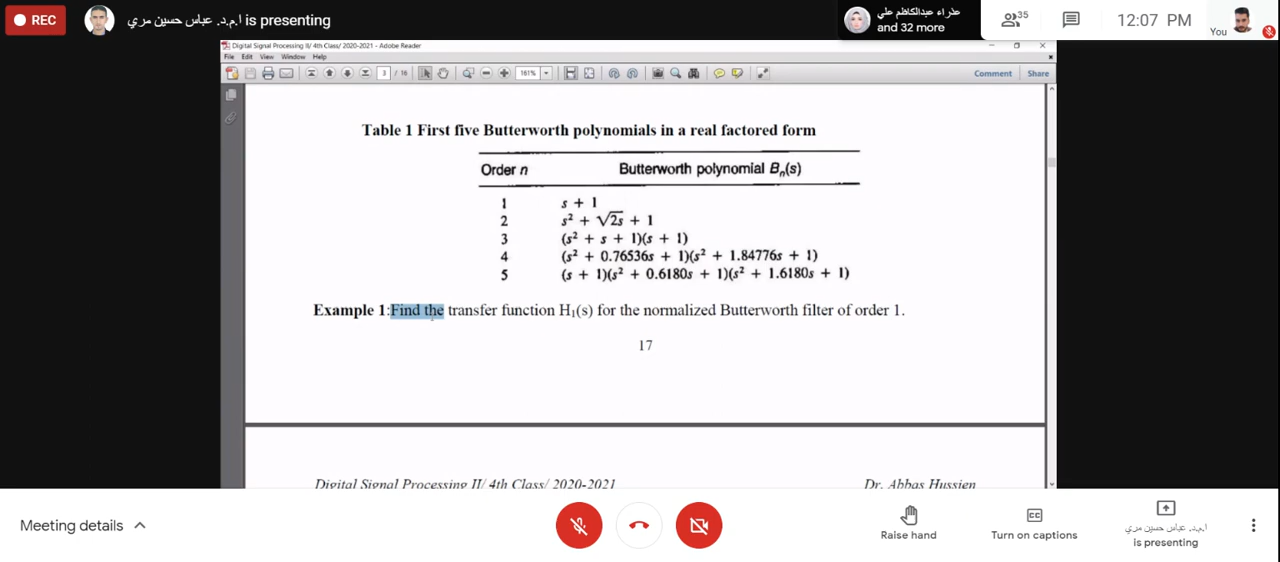 REC
ا.م.د. عباس حسين مري is presenting
عذراء عبدالكاظم علي
and 32 more
35
12:07 PM
You
Digital Signal Processing II/ 4th Class/ 2020-2021 - Adobe Reader
File Edit View Window Help
3 / 16
161%
Comment
Share
Table 1 First five Butterworth polynomials in a real factored form
Order n Butterworth polynomial Bₙ(s)
1 s + 1
2 s² + √2s + 1
3 (s² + s + 1)(s + 1)
4 (s² + 0.76536s + 1)(s² + 1.84776s + 1)
5 (s + 1)(s² + 0.6180s + 1)(s² + 1.6180s + 1)
Example 1:Find the transfer function H₁(s) for the normalized Butterworth filter of order 1.
17
Digital Signal Processing II/ 4th Class/ 2020-2021 Dr. Abbas Hussien
Meeting details
Raise hand
CC
Turn on captions
ا.م.د. عباس حسين مري
is presenting